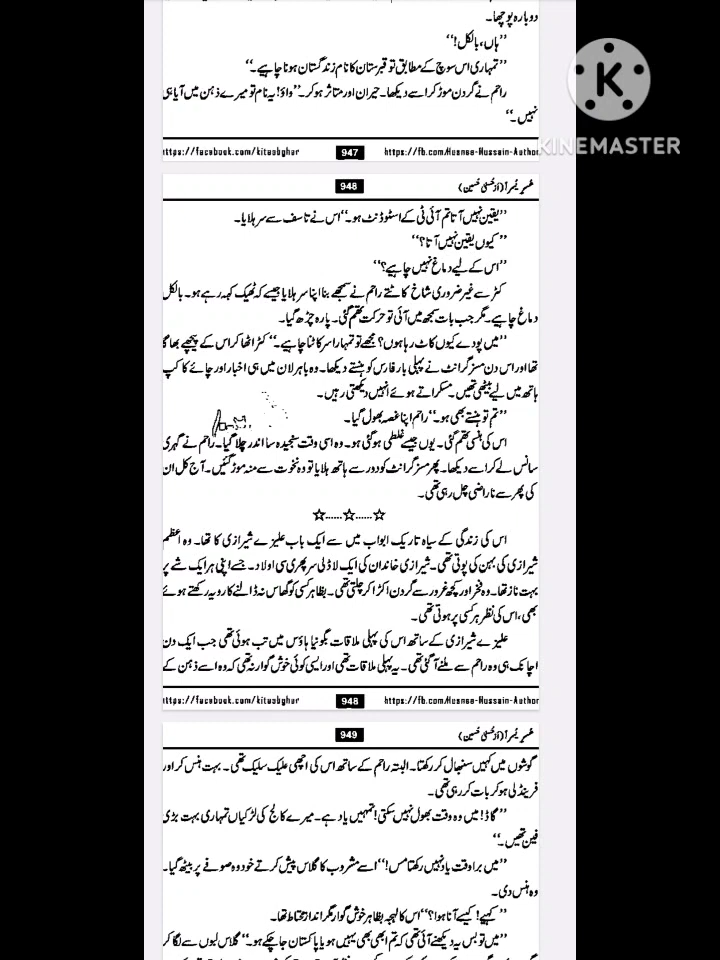 دوبارہ پوچھا۔
’’ہاں، بالکل!‘‘
’’تمہاری اس سوچ کے مطابق تو قبرستان کا نام زندگستان ہونا چاہیے۔‘‘
راحم نے گردن موڑ کر اسے دیکھا۔ حیران اور متاثر ہو کر۔ ’’واؤ! یہ نام تو میرے ذہن میں آیا ہی
نہیں۔‘‘
K
KINEMASTER
https://facebook.com/kitaabghar 947 https://fb.com/Husnaa-Hussain-Author
948 عُسرِ یُسراً (از حُسنیٰ حُسین)
’’یقین نہیں آتا تم آئی ٹی کے اسٹوڈنٹ ہو۔‘‘ اس نے تاسف سے سر ہلایا۔
’’کیوں یقین نہیں آتا؟‘‘
’’اس کے لیے دماغ نہیں چاہیے؟‘‘
کٹر سے غیر ضروری شاخ کاٹتے راحم نے سمجھے بنا اپنا سر ہلایا جیسے کہ ٹھیک کہہ رہے ہو۔ بالکل
دماغ چاہیے۔ مگر جب بات سمجھ میں آئی تو حرکت تھم گئی۔ پارہ چڑھ گیا۔
’’میں پودے کیوں کاٹ رہا ہوں؟ مجھے تو تمہارا سر کاٹنا چاہیے۔‘‘ کٹر اٹھا کر اس کے پیچھے بھاگا
تھا اور اس دن مسز گرانٹ نے پہلی بار فارس کو ہنستے دیکھا۔ وہ باہر لان میں ہی اخبار اور چائے کا کپ
ہاتھ میں لیے بیٹھی تھیں۔ مسکراتے ہوئے انہیں دیکھتی رہیں۔
’’تم تو ہنستے بھی ہو۔‘‘ راحم اپنا غصہ بھول گیا۔
اس کی ہنسی تھم گئی۔ یوں جیسے غلطی ہو گئی ہو۔ وہ اسی وقت سنجیدہ سا اندر چلا گیا۔ راحم نے گہری
سانس لے کر اسے دیکھا۔ پھر مسز گرانٹ کو دور سے ہاتھ ہلایا تو وہ نخوت سے منہ موڑ گئیں۔ آج کل ان
کی پھر سے ناراضی چل رہی تھی۔
☆......☆......☆
اس کی زندگی کے سیاہ تاریک ابواب میں سے ایک باب علیزے شیرازی کا تھا۔ وہ اعظم
شیرازی کی بہن کی پوتی تھی۔ شیرازی خاندان کی ایک لاڈلی سر پھری سی اولاد۔ جسے اپنی ہر ایک شے پر
بہت ناز تھا۔ وہ فخر اور کچھ غرور سے گردن اکڑا کر چلتی تھی۔ بظاہر کسی کو گھاس نہ ڈالنے کا رویہ رکھتے ہوئے
بھی، اس کی نظر ہر کسی پر ہوتی تھی۔
علیزے شیرازی کے ساتھ اس کی پہلی ملاقات بگونیا ہاؤس میں تب ہوئی تھی جب ایک دن
اچانک ہی وہ راحم سے ملنے آ گئی تھی۔ یہ پہلی ملاقات تھی اور ایسی کوئی خوش گوار نہ تھی کہ وہ اسے ذہن کے
https://facebook.com/kitaabghar 948 https://fb.com/Husnaa-Hussain-Author
949 عُسرِ یُسراً (از حُسنیٰ حُسین)
گوشوں میں کہیں سنبھال کر رکھتا۔ البتہ راحم کے ساتھ اس کی اچھی علیک سلیک تھی۔ بہت ہنس کر اور
فرینڈلی ہو کر بات کر رہی تھی۔
’’گاڈ! میں وہ وقت بھول نہیں سکتی! تمہیں یاد ہے۔ میرے کالج کی لڑکیاں تمہاری بہت بڑی
فین تھیں۔‘‘
’’میں برا وقت یاد نہیں رکھتا مس!‘‘ اسے مشروب کا گلاس پیش کرتے خود وہ صوفے پر بیٹھ گیا۔
وہ ہنس دی۔
’’کہیے! کیسے آنا ہوا؟‘‘ اس کا لہجہ بظاہر خوش گوار مگر انداز محتاط تھا۔
’’میں تو بس یہ دیکھنے آئی تھی کہ تم ابھی بھی یہیں ہو یا پاکستان جا چکے ہو۔‘‘ گلاس لبوں سے لگا کر